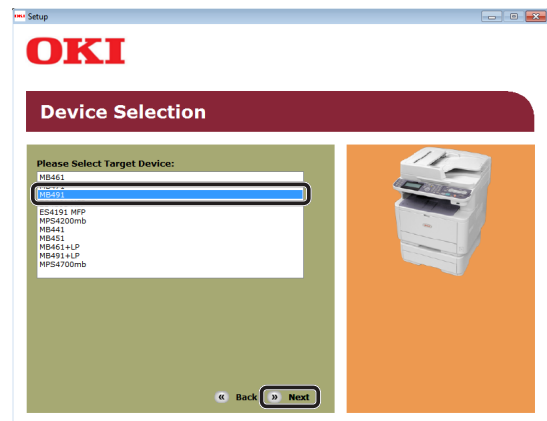 Setup
OKI
Device Selection
Please Select Target Device:
MB461
MB471
MB491
ES4191 MFP
MPS4200mb
MB441
MB451
MB461+LP
MB491+LP
MPS4700mb
Back
Next